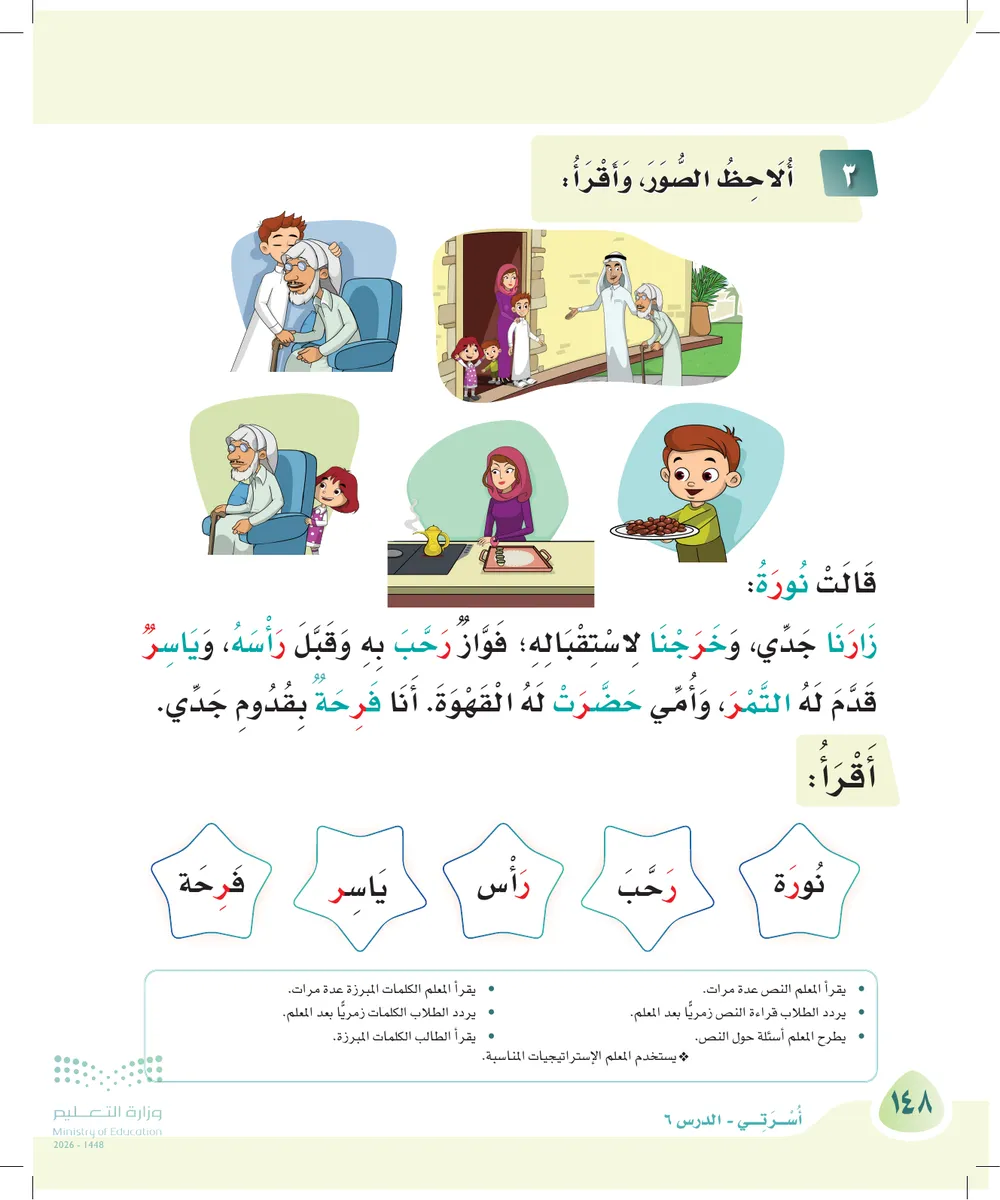 ٣
أُلَاحِظُ الصُّوَرَ، وَأَقْرَأُ:
قَالَتْ نُورَةُ:
زَارَنَا جَدِّي، وَخَرَجْنَا لِاسْتِقْبَالِهِ؛ فَوَّازٌ رَحَّبَ بِهِ وَقَبَّلَ رَأْسَهُ، وَيَاسِرٌ
قَدَّمَ لَهُ التَّمْرَ، وَأُمِّي حَضَّرَتْ لَهُ الْقَهْوَةَ. أَنَا فَرِحَةٌ بِقُدُومِ جَدِّي.
أَقْرَأُ:
نُورَة
رَحَّبَ
رَأْس
يَاسِر
فَرِحَة
• يقرأ المعلم النص عدة مرات.
• يردد الطلاب قراءة النص زمريًّا بعد المعلم.
• يطرح المعلم أسئلة حول النص.
• يقرأ المعلم الكلمات المبرزة عدة مرات.
• يردد الطلاب الكلمات زمريًّا بعد المعلم.
• يقرأ الطالب الكلمات المبرزة.
❖ يستخدم المعلم الإستراتيجيات المناسبة.
١٤٨
أُسْـرَتِـي - الدرس ٦
وزارة التعـليم
Ministry of Education
2026 - 1448